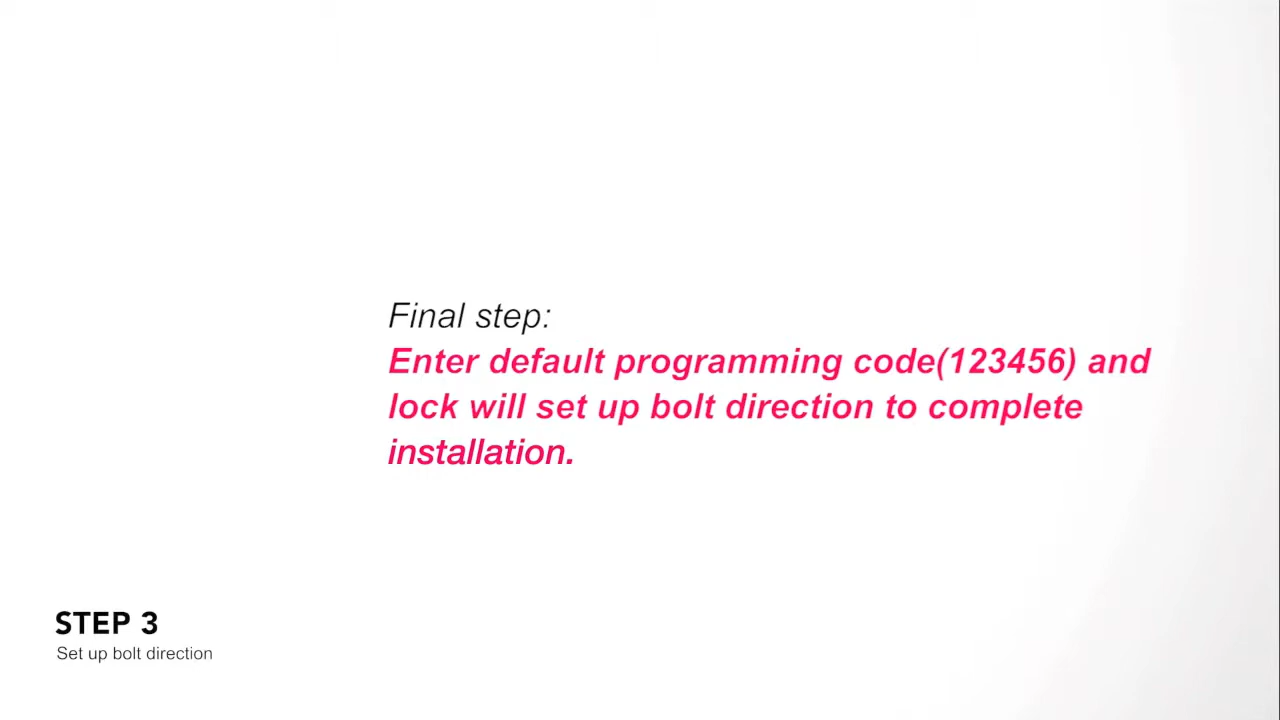 Final step:
Enter default programming code(123456) and
lock will set up bolt direction to complete
installation.
STEP 3
Set up bolt direction